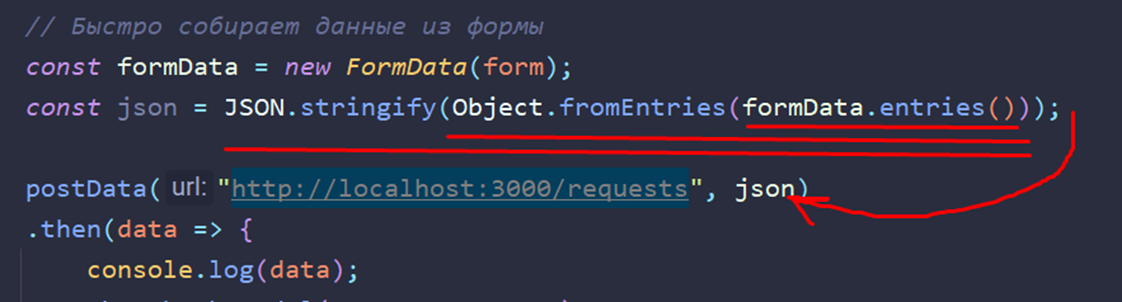 // Быстро собирает данные из формы
const formData = new FormData(form);
const json = JSON.stringify(Object.fromEntries(formData.entries()));
postData( url: "http://localhost:3000/requests", json)
.then(data => {
console.log(data);